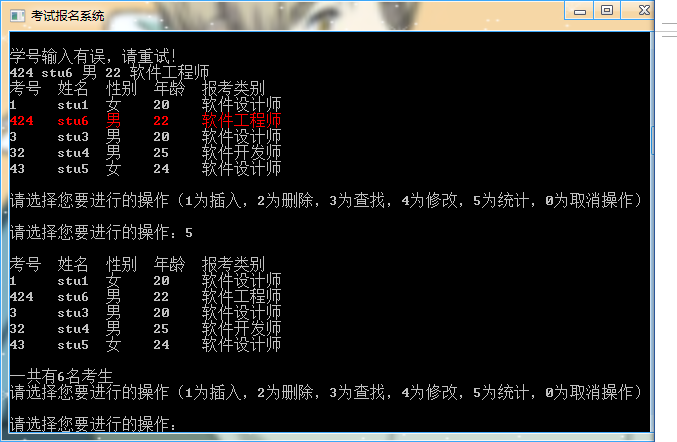 考试报名系统
学号输入有误，请重试！
424 stu6 男 22 软件工程师
考号 姓名 性别 年龄 报考类别
1 stu1 女 20 软件设计师
424 stu6 男 22 软件工程师
3 stu3 男 20 软件设计师
32 stu4 男 25 软件开发师
43 stu5 女 24 软件设计师
请选择您要进行的操作（1为插入，2为删除，3为查找，4为修改，5为统计，0为取消操作）
请选择您要进行的操作：5
考号 姓名 性别 年龄 报考类别
1 stu1 女 20 软件设计师
424 stu6 男 22 软件工程师
3 stu3 男 20 软件设计师
32 stu4 男 25 软件开发师
43 stu5 女 24 软件设计师
一共有6名考生
请选择您要进行的操作（1为插入，2为删除，3为查找，4为修改，5为统计，0为取消操作）
请选择您要进行的操作：